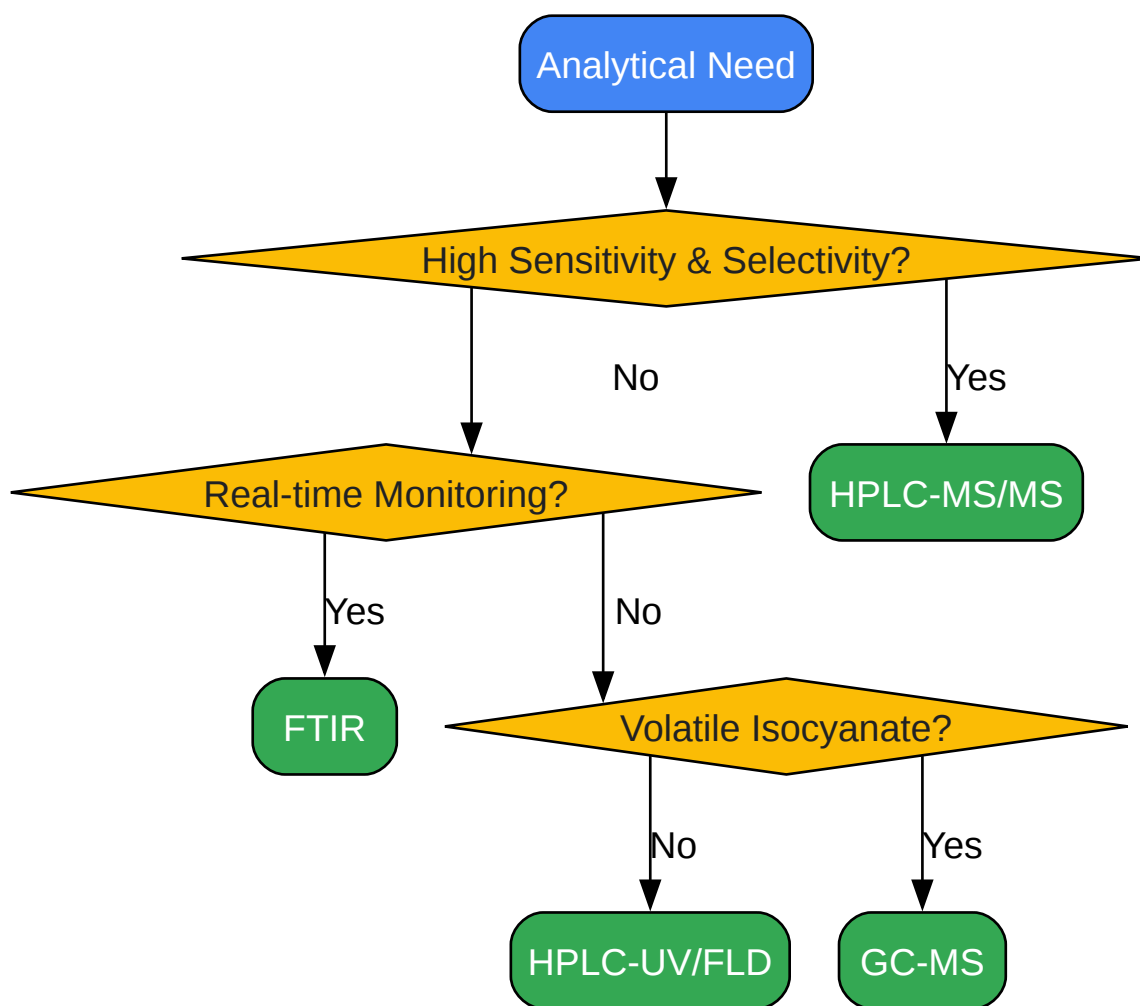 Analytical Need
High Sensitivity & Selectivity?
No
Yes
Real-time Monitoring?
HPLC-MS/MS
Yes
No
FTIR
Volatile Isocyanate?
No
Yes
HPLC-UV/FLD
GC-MS